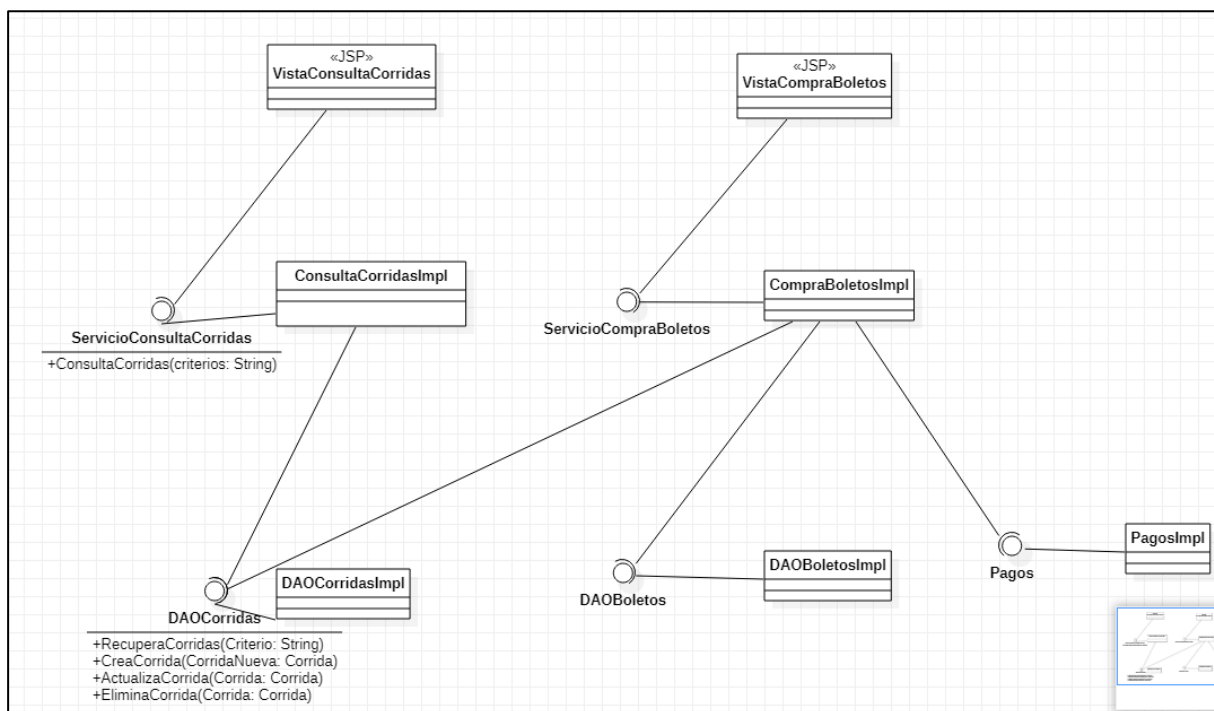 «JSP»
VistaConsultaCorridas
«JSP»
VistaCompraBoletos
ConsultaCorridasImpl
CompraBoletosImpl
ServicioConsultaCorridas
+ConsultaCorridas(criterios: String)
ServicioCompraBoletos
DAOCorridasImpl
DAOCorridas
+RecuperaCorridas(Criterio: String)
+CreaCorrida(CorridaNueva: Corrida)
+ActualizaCorrida(Corrida: Corrida)
+EliminaCorrida(Corrida: Corrida)
DAOBoletosImpl
DAOBoletos
PagosImpl
Pagos